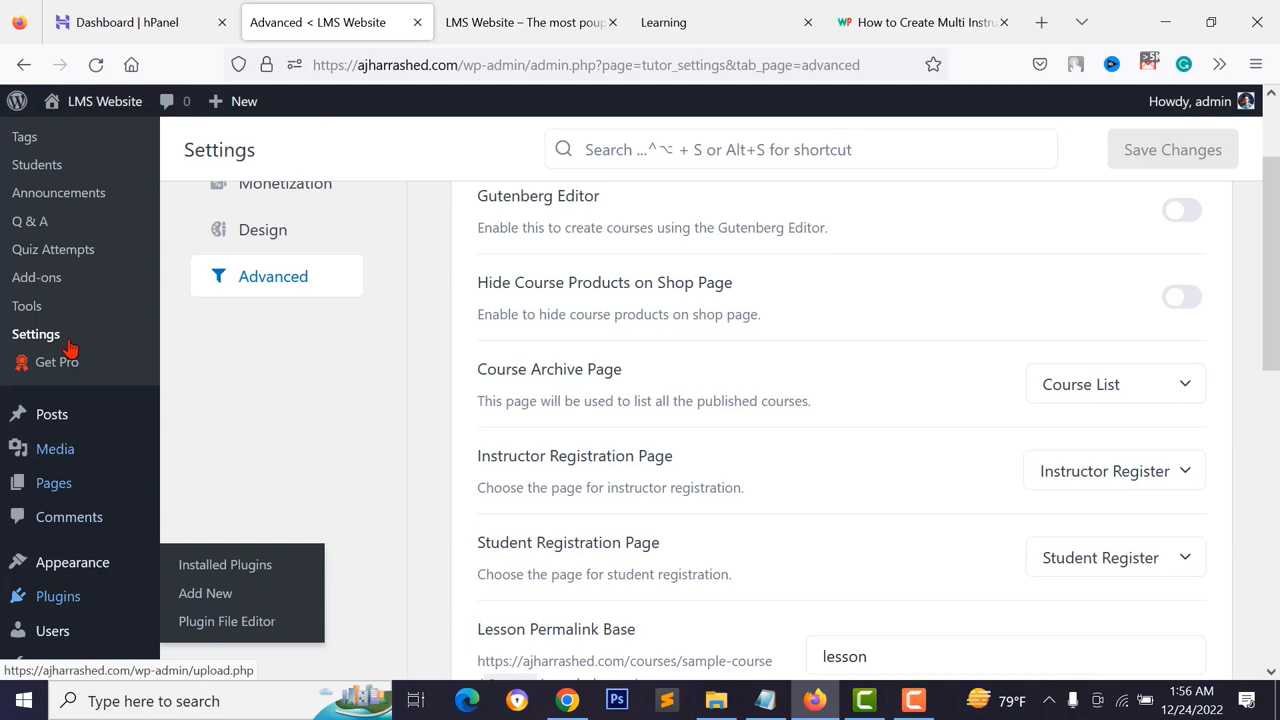 Dashboard | hPanel
Advanced < LMS Website
LMS Website – The most poup
Learning
How to Create Multi Instru
https://ajharrashed.com/wp-admin/admin.php?page=tutor_settings&tab_page=advanced
>5K
LMS Website
0
New
Howdy, admin
Tags
Students
Announcements
Q & A
Quiz Attempts
Add-ons
Tools
Settings
Get Pro
Posts
Media
Pages
Comments
Appearance
Plugins
Users
Installed Plugins
Add New
Plugin File Editor
https://ajharrashed.com/wp-admin/upload.php
Settings
Search ...^⌥ + S or Alt+S for shortcut
Save Changes
Monetization
Design
Advanced
Gutenberg Editor
Enable this to create courses using the Gutenberg Editor.
Hide Course Products on Shop Page
Enable to hide course products on shop page.
Course Archive Page
Course List
This page will be used to list all the published courses.
Instructor Registration Page
Instructor Register
Choose the page for instructor registration.
Student Registration Page
Student Register
Choose the page for student registration.
Lesson Permalink Base
https://ajharrashed.com/courses/sample-course
lesson
Type here to search
Ps
79°F
1:56 AM
12/24/2022